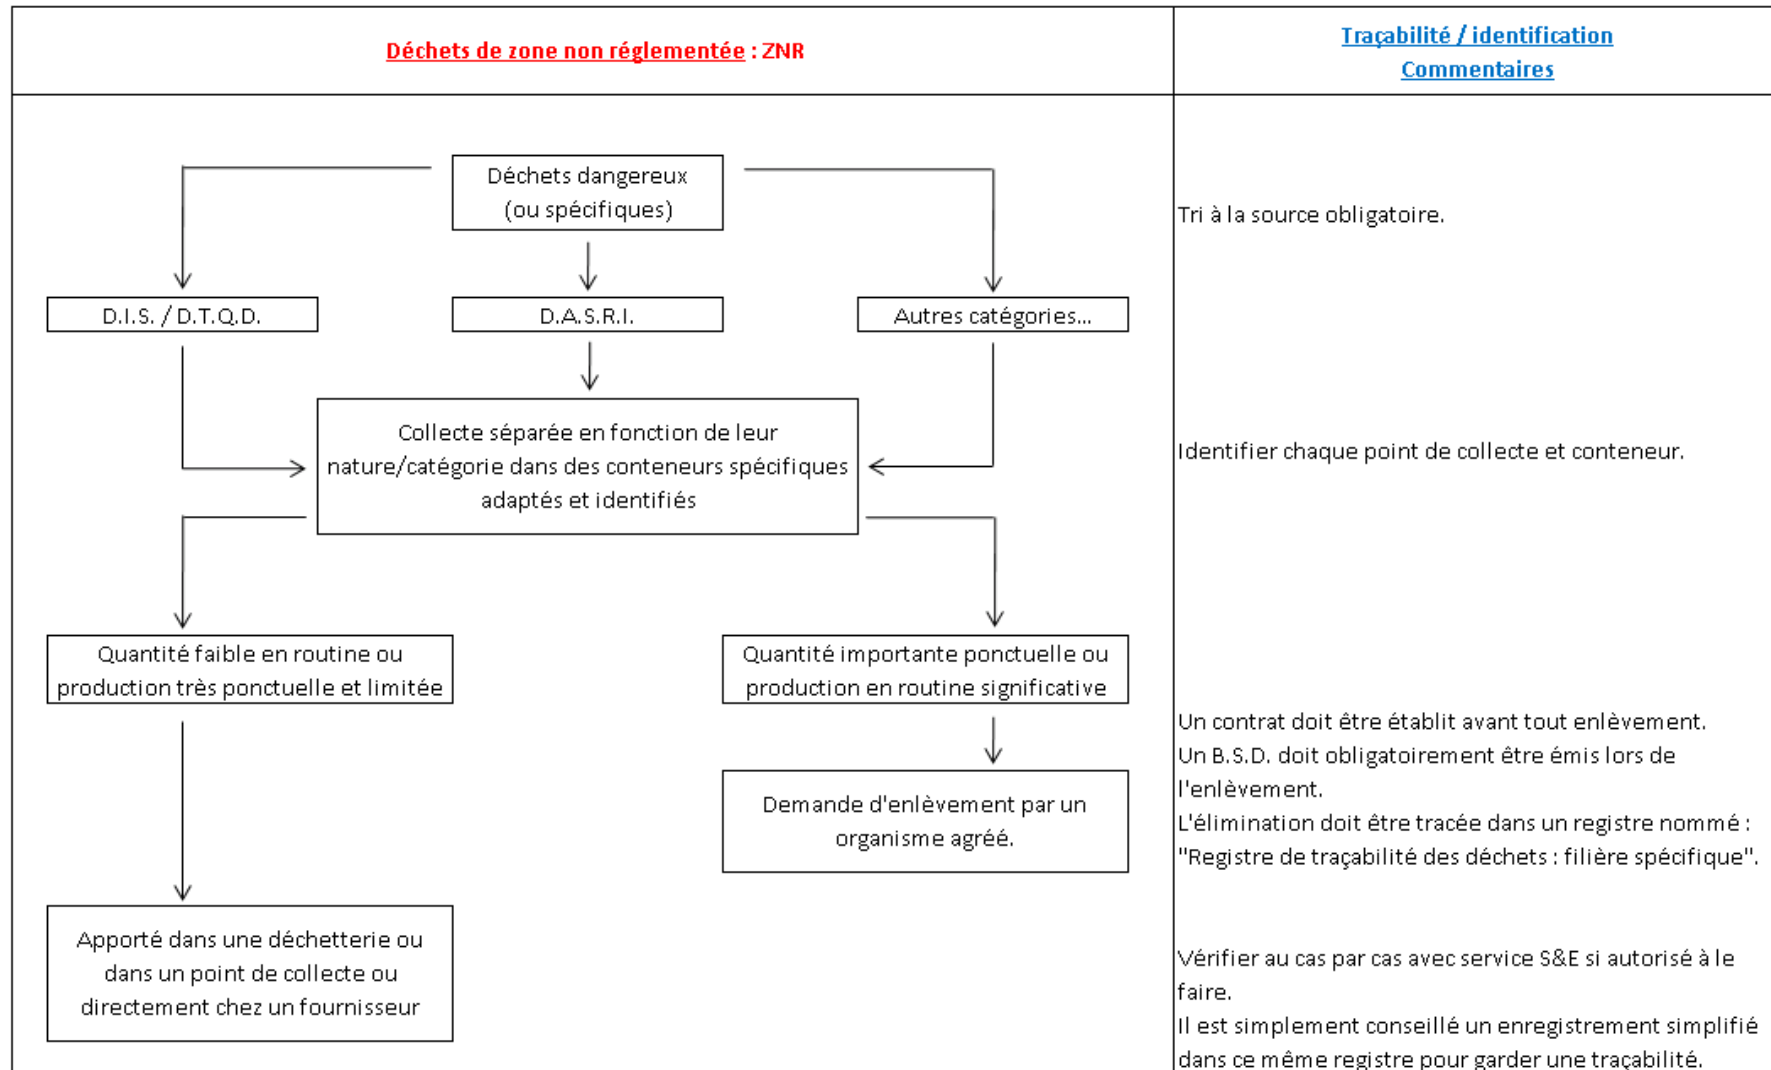 Déchets de zone non réglementée : ZNR
Traçabilité / identification
Commentaires
Déchets dangereux
(ou spécifiques)
Tri à la source obligatoire.
D.I.S. / D.T.Q.D.
D.A.S.R.I.
Autres catégories...
Collecte séparée en fonction de leur
nature/catégorie dans des conteneurs spécifiques
adaptés et identifiés
Identifier chaque point de collecte et conteneur.
Quantité faible en routine ou
production très ponctuelle et limitée
Quantité importante ponctuelle ou
production en routine significative
Demande d'enlèvement par un
organisme agréé.
Un contrat doit être établit avant tout enlèvement.
Un B.S.D. doit obligatoirement être émis lors de
l'enlèvement.
L'élimination doit être tracée dans un registre nommé :
"Registre de traçabilité des déchets : filière spécifique".
Apporté dans une déchetterie ou
dans un point de collecte ou
directement chez un fournisseur
Vérifier au cas par cas avec service S&E si autorisé à le
faire.
Il est simplement conseillé un enregistrement simplifié
dans ce même registre pour garder une traçabilité.